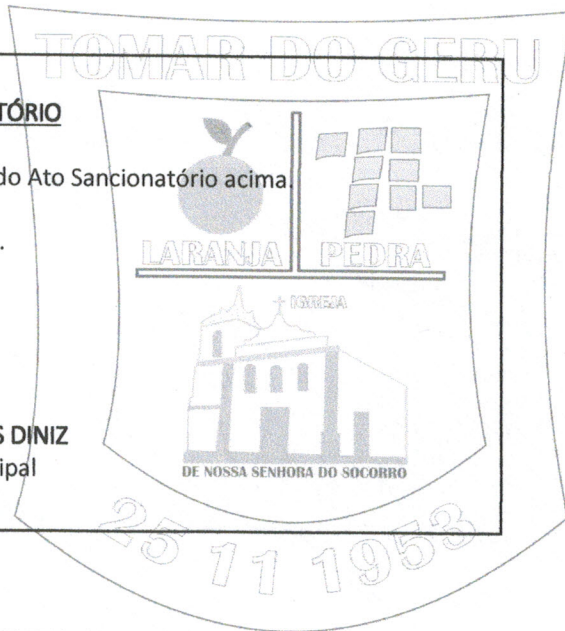 TOMAR DO GERU
TÓRIO
do Ato Sancionatório acima.
.
LARANJA PEDRA
IGREJA
S DINIZ
ipal
DE NOSSA SENHORA DO SOCORRO
25 11 1953